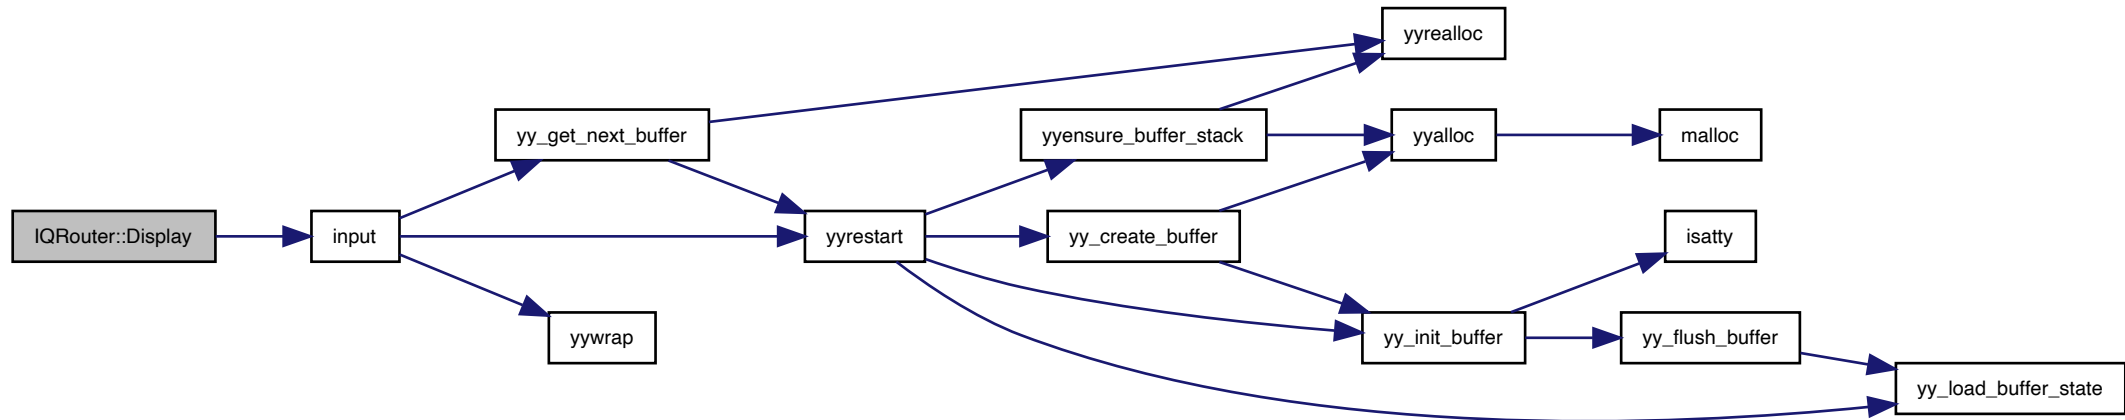 yyrealloc
yy_get_next_buffer
yyensure_buffer_stack
yyalloc
malloc
IQRouter::Display
input
yyrestart
yy_create_buffer
isatty
yywrap
yy_init_buffer
yy_flush_buffer
yy_load_buffer_state